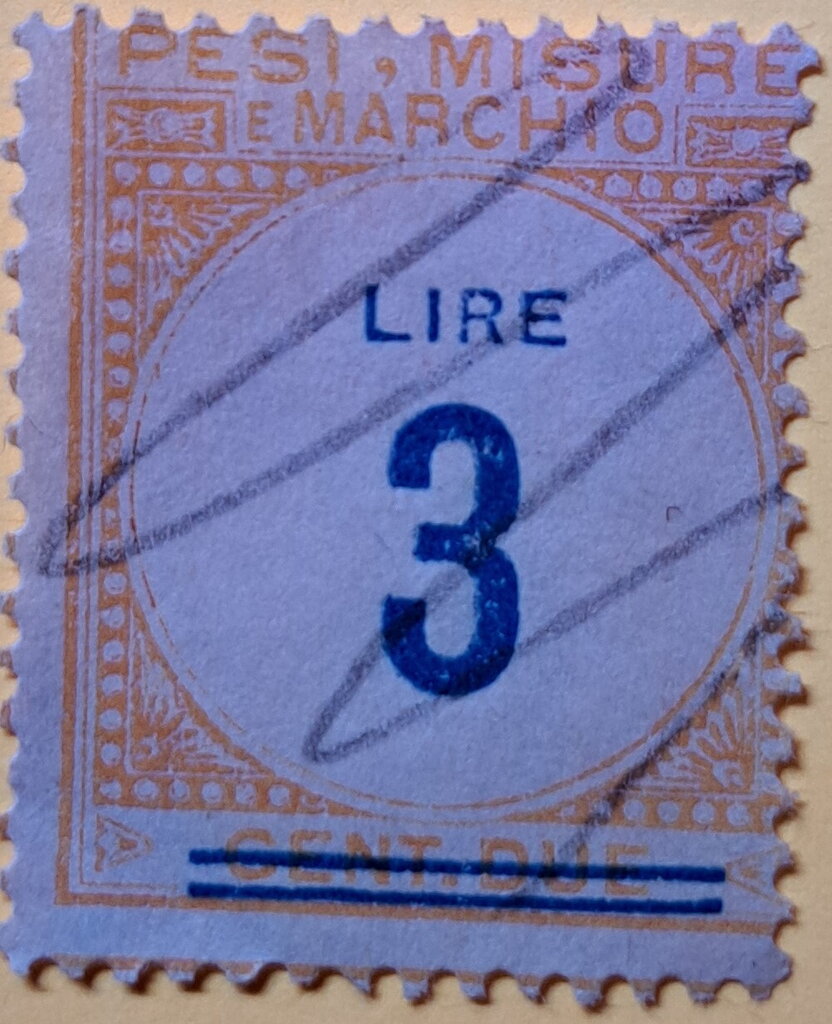 PESI, MISURE
E MARCHIO
LIRE
3
CENT. DUE